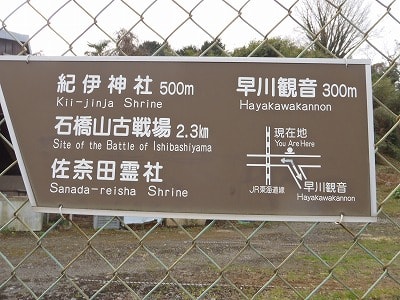 紀伊神社 500m
Kii-jinja Shrine
石橋山古戦場 2.3km
Site of the Battle of Ishibashiyama
佐奈田霊社
Sanada-reisha Shrine
早川観音 300m
Hayakawakannon
現在地
You Are Here
JR東海道線
早川観音
Hayakawakannon